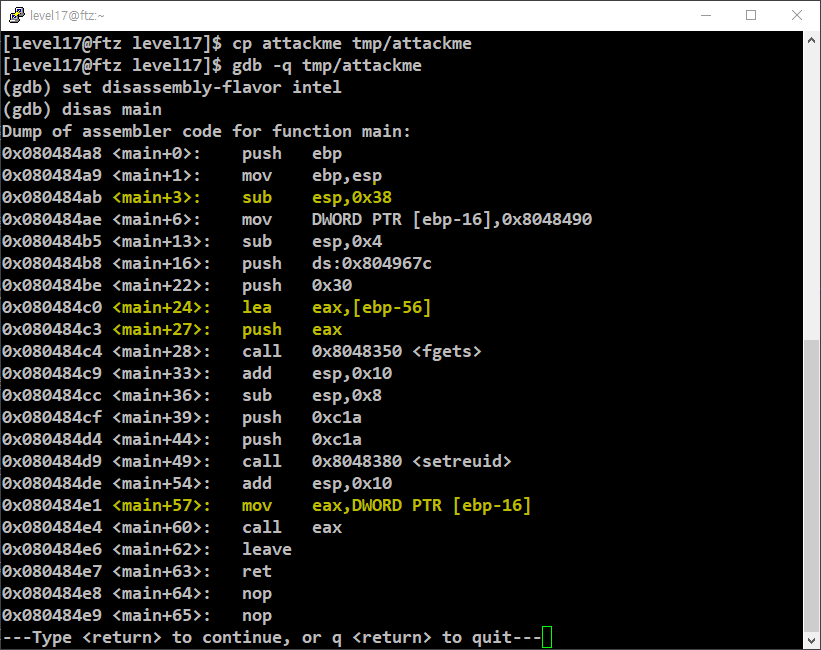 level17@ftz:~
[level17@ftz level17]$ cp attackme tmp/attackme
[level17@ftz level17]$ gdb -q tmp/attackme
(gdb) set disassembly-flavor intel
(gdb) disas main
Dump of assembler code for function main:
0x080484a8 <main+0>:    push   ebp
0x080484a9 <main+1>:    mov    ebp,esp
0x080484ab <main+3>:    sub    esp,0x38
0x080484ae <main+6>:    mov    DWORD PTR [ebp-16],0x8048490
0x080484b5 <main+13>:   sub    esp,0x4
0x080484b8 <main+16>:   push   ds:0x804967c
0x080484be <main+22>:   push   0x30
0x080484c0 <main+24>:   lea    eax,[ebp-56]
0x080484c3 <main+27>:   push   eax
0x080484c4 <main+28>:   call   0x8048350 <fgets>
0x080484c9 <main+33>:   add    esp,0x10
0x080484cc <main+36>:   sub    esp,0x8
0x080484cf <main+39>:   push   0xc1a
0x080484d4 <main+44>:   push   0xc1a
0x080484d9 <main+49>:   call   0x8048380 <setreuid>
0x080484de <main+54>:   add    esp,0x10
0x080484e1 <main+57>:   mov    eax,DWORD PTR [ebp-16]
0x080484e4 <main+60>:   call   eax
0x080484e6 <main+62>:   leave
0x080484e7 <main+63>:   ret
0x080484e8 <main+64>:   nop
0x080484e9 <main+65>:   nop
---Type <return> to continue, or q <return> to quit---